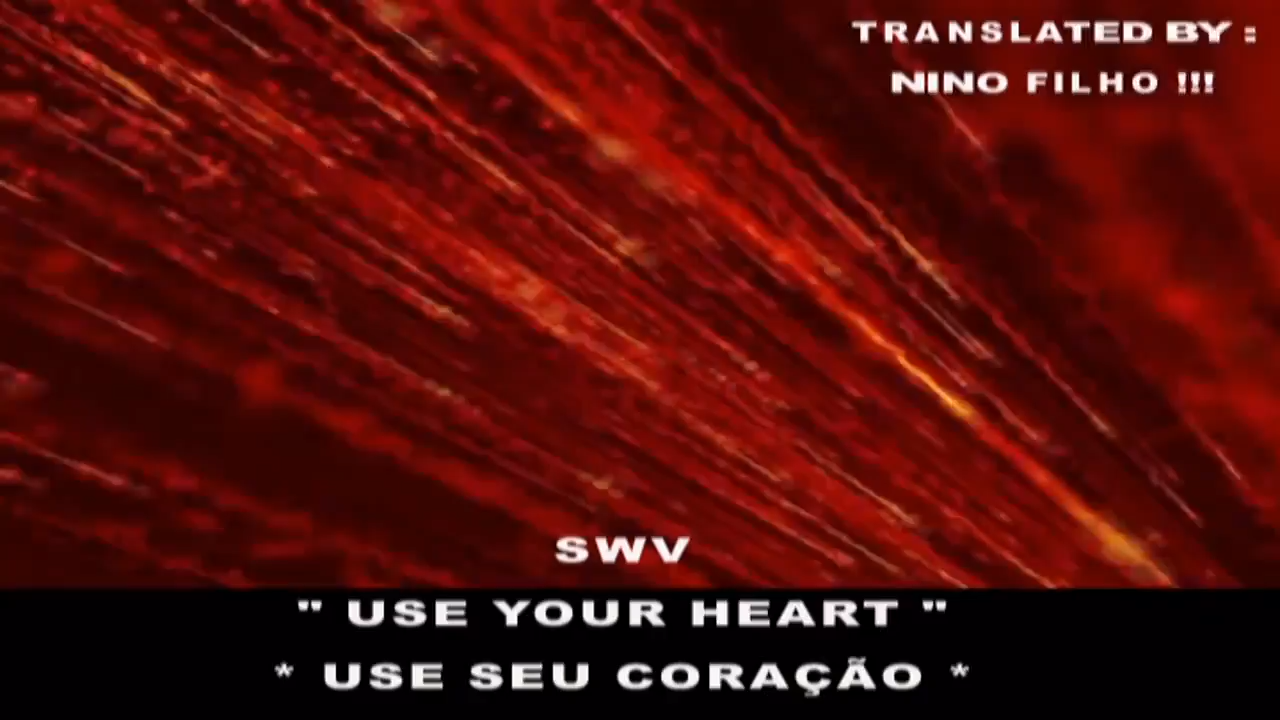 TRANSLATED BY :
NINO FILHO !!!
SWV
" USE YOUR HEART "
* USE SEU CORAÇÃO *